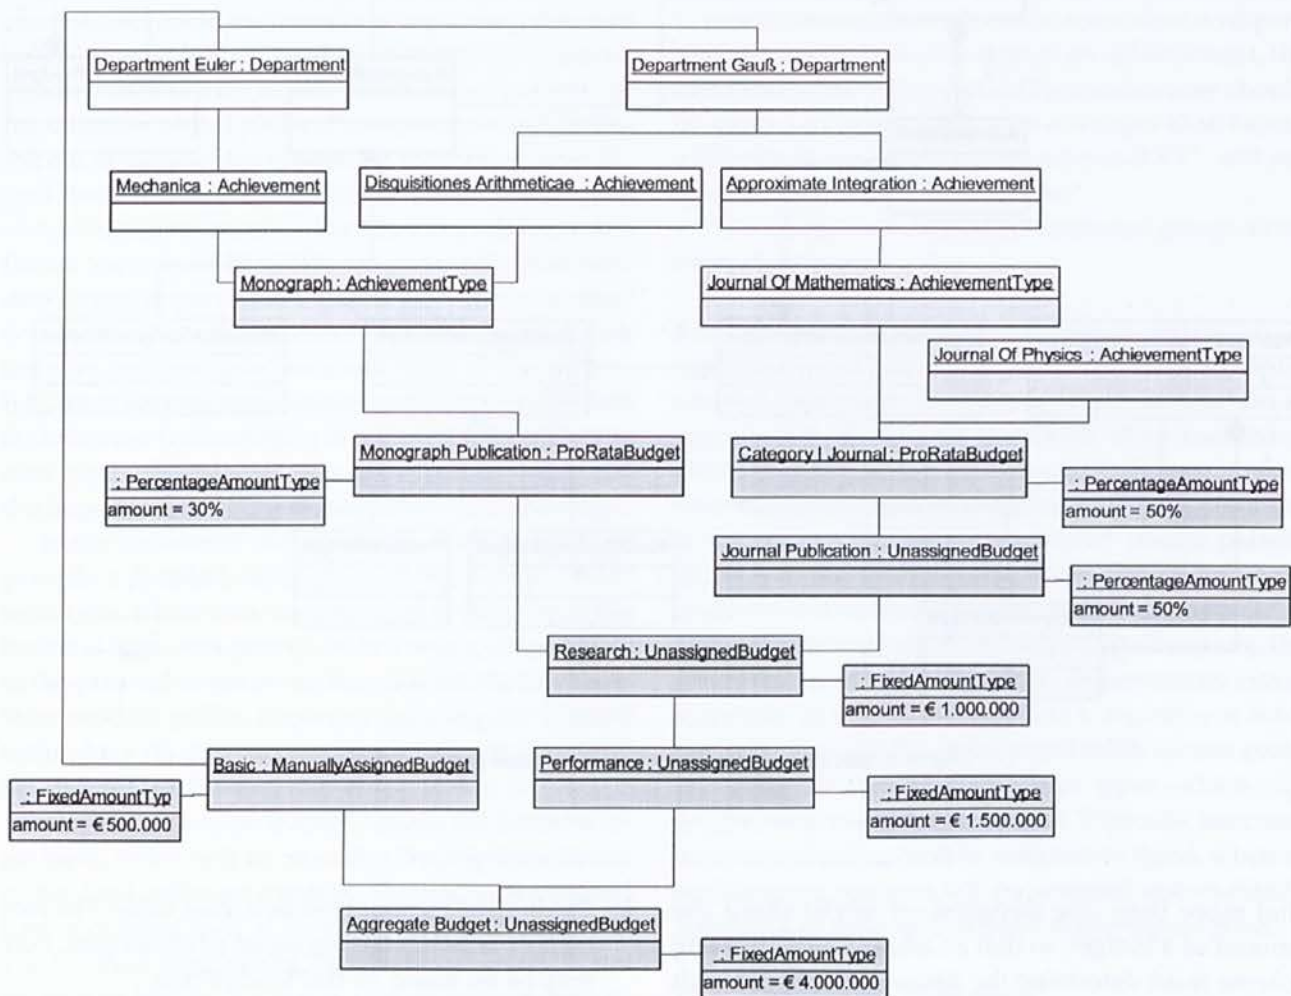 Department Euler : Department
Department Gauß : Department
Mechanica : Achievement
Disquisitiones Arithmeticae : Achievement
Approximate Integration : Achievement
Monograph : AchievementType
Journal Of Mathematics : AchievementType
Journal Of Physics : AchievementType
Monograph Publication : ProRataBudget
Category I Journal : ProRataBudget
: PercentageAmountType
amount = 30%
: PercentageAmountType
amount = 50%
Journal Publication : UnassignedBudget
: PercentageAmountType
amount = 50%
Research : UnassignedBudget
: FixedAmountType
amount = € 1.000.000
Basic : ManuallyAssignedBudget
Performance : UnassignedBudget
: FixedAmountTyp
amount = € 500.000
: FixedAmountType
amount = € 1.500.000
Aggregate Budget : UnassignedBudget
: FixedAmountType
amount = € 4.000.000